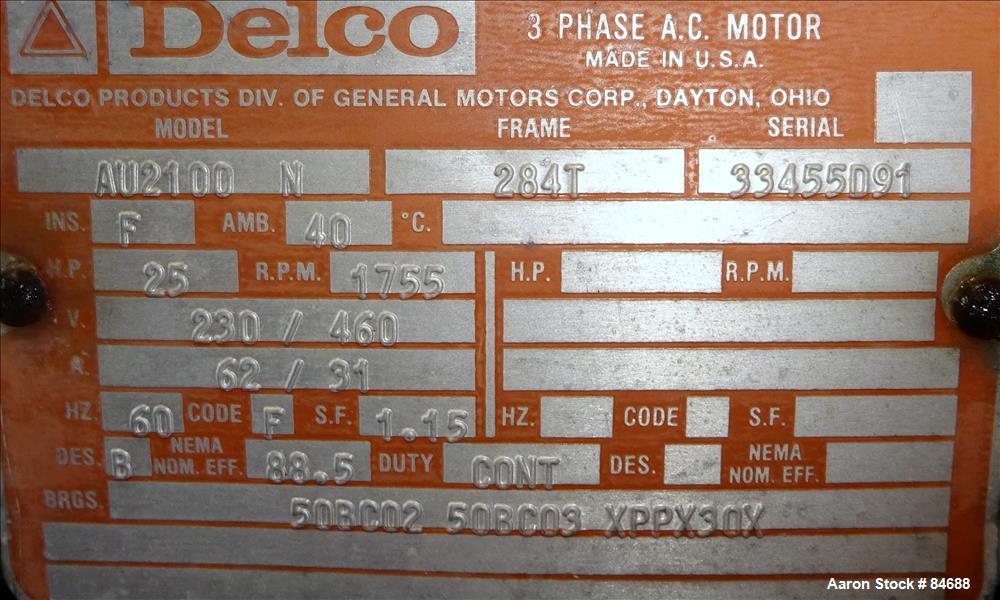 Delco
3 PHASE A.C. MOTOR
MADE IN U.S.A.
DELCO PRODUCTS DIV. OF GENERAL MOTORS CORP., DAYTON, OHIO
MODEL FRAME SERIAL
AU2100 N 284T 33455D91
INS. F AMB. 40 °C.
H.P. 25 R.P.M. 1755 H.P. R.P.M.
V. 230 / 460
A. 62 / 31
HZ. 60 CODE F S.F. 1.15 HZ. CODE S.F.
DES. B NEMA NOM. EFF. 88.5 DUTY CONT DES. NEMA NOM. EFF.
BRGS. 50BC02 50BC03 XPPX30X
Aaron Stock # 84688